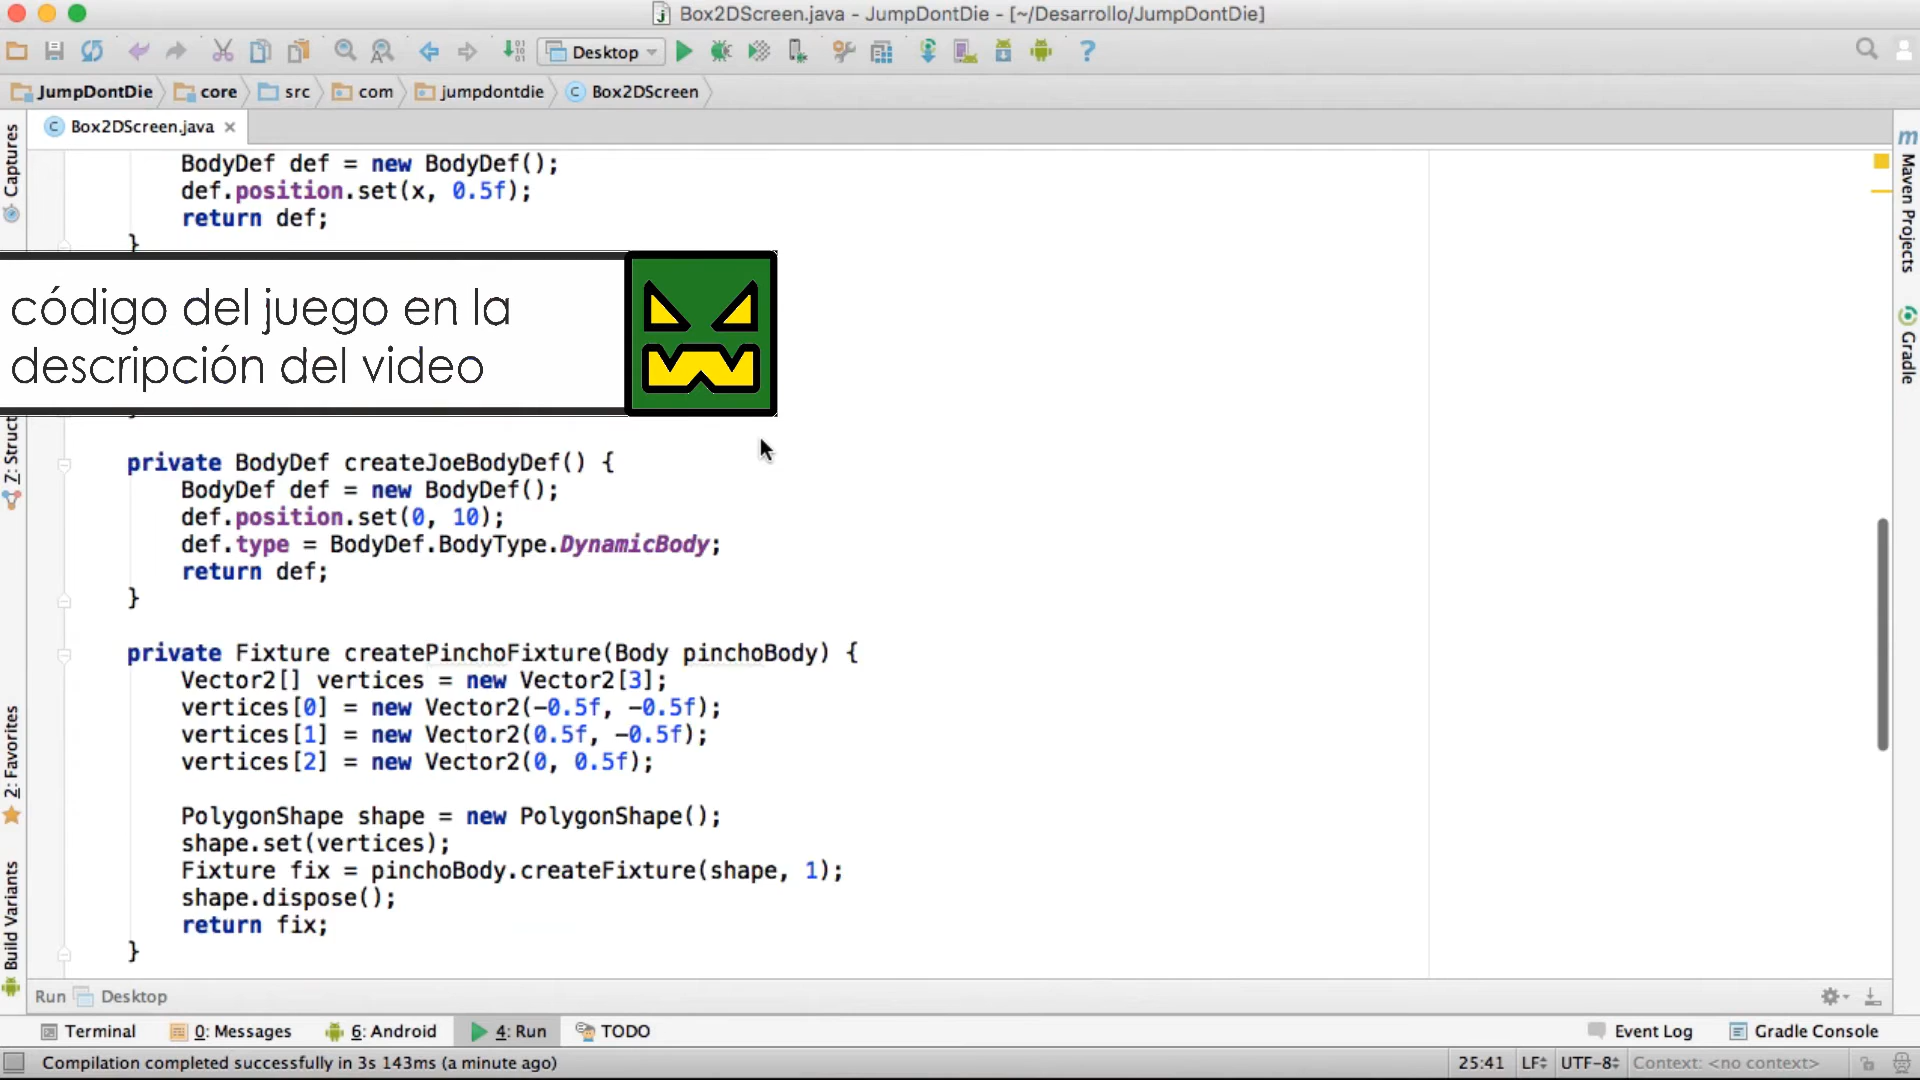 Box2DScreen.java - JumpDontDie - [~/Desarrollo/JumpDontDie]
Desktop
JumpDontDie core src com jumpdontdie Box2DScreen
Box2DScreen.java
Captures
BodyDef def = new BodyDef();
def.position.set(x, 0.5f);
return def;
}
código del juego en la
descripción del video
private BodyDef createJoeBodyDef() {
BodyDef def = new BodyDef();
def.position.set(0, 10);
def.type = BodyDef.BodyType.DynamicBody;
return def;
}
private Fixture createPinchoFixture(Body pinchoBody) {
Vector2[] vertices = new Vector2[3];
vertices[0] = new Vector2(-0.5f, -0.5f);
vertices[1] = new Vector2(0.5f, -0.5f);
vertices[2] = new Vector2(0, 0.5f);
PolygonShape shape = new PolygonShape();
shape.set(vertices);
Fixture fix = pinchoBody.createFixture(shape, 1);
shape.dispose();
return fix;
}
2: Favorites
Build Variants
Maven Projects
Gradle
Run Desktop
Terminal 0: Messages 6: Android 4: Run TODO Event Log Gradle Console
Compilation completed successfully in 3s 143ms (a minute ago) 25:41 LF UTF-8 Context: <no context>